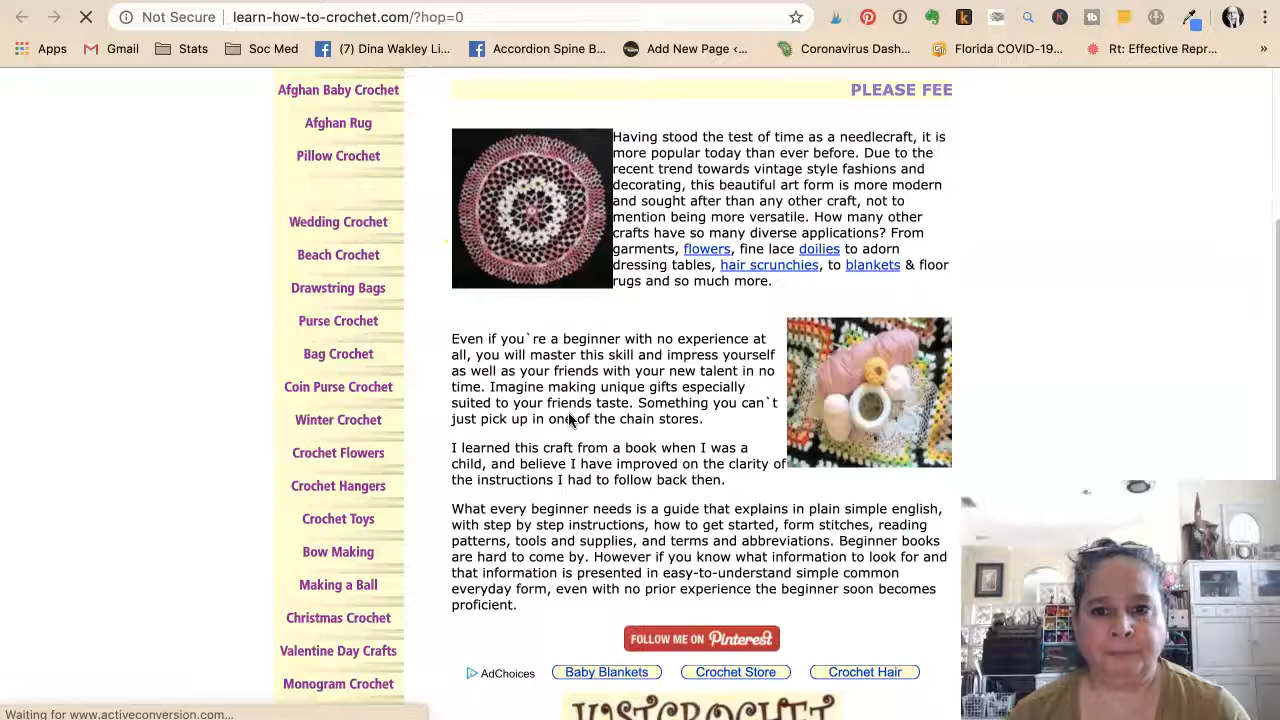 Not Secure
learn-how-to-crochet.com/?hop=0
Apps
Gmail
Stats
Soc Med
(7) Dina Wakley Li...
Accordion Spine B...
Add New Page ‹...
Coronavirus Dash...
Florida COVID-19...
Rt: Effective Repr...
»
Afghan Baby Crochet
Afghan Rug
Pillow Crochet
Wedding Crochet
Beach Crochet
Drawstring Bags
Purse Crochet
Bag Crochet
Coin Purse Crochet
Winter Crochet
Crochet Flowers
Crochet Hangers
Crochet Toys
Bow Making
Making a Ball
Christmas Crochet
Valentine Day Crafts
Monogram Crochet
PLEASE FEE
Having stood the test of time as a needlecraft, it is
more popular today than ever before. Due to the
recent trend towards vintage style fashions and
decorating, this beautiful art form is more modern
and sought after than any other craft, not to
mention being more versatile. How many other
crafts have so many diverse applications? From
garments, flowers, fine lace doilies to adorn
dressing tables, hair scrunchies, to blankets & floor
rugs and so much more.
Even if you`re a beginner with no experience at
all, you will master this skill and impress yourself
as well as your friends with your new talent in no
time. Imagine making unique gifts especially
suited to your friends taste. Something you can`t
just pick up in one of the chain stores.
I learned this craft from a book when I was a
child, and believe I have improved on the clarity of
the instructions I had to follow back then.
What every beginner needs is a guide that explains in plain simple english,
with step by step instructions, how to get started, form stitches, reading
patterns, tools and supplies, and terms and abbreviations. Beginner books
are hard to come by. However if you know what information to look for and
that information is presented in easy-to-understand simple common
everyday form, even with no prior experience the beginner soon becomes
proficient.
FOLLOW ME ON Pinterest
AdChoices
Baby Blankets
Crochet Store
Crochet Hair
JUSTCROCHET
Waiting for www.activeconversion.com...